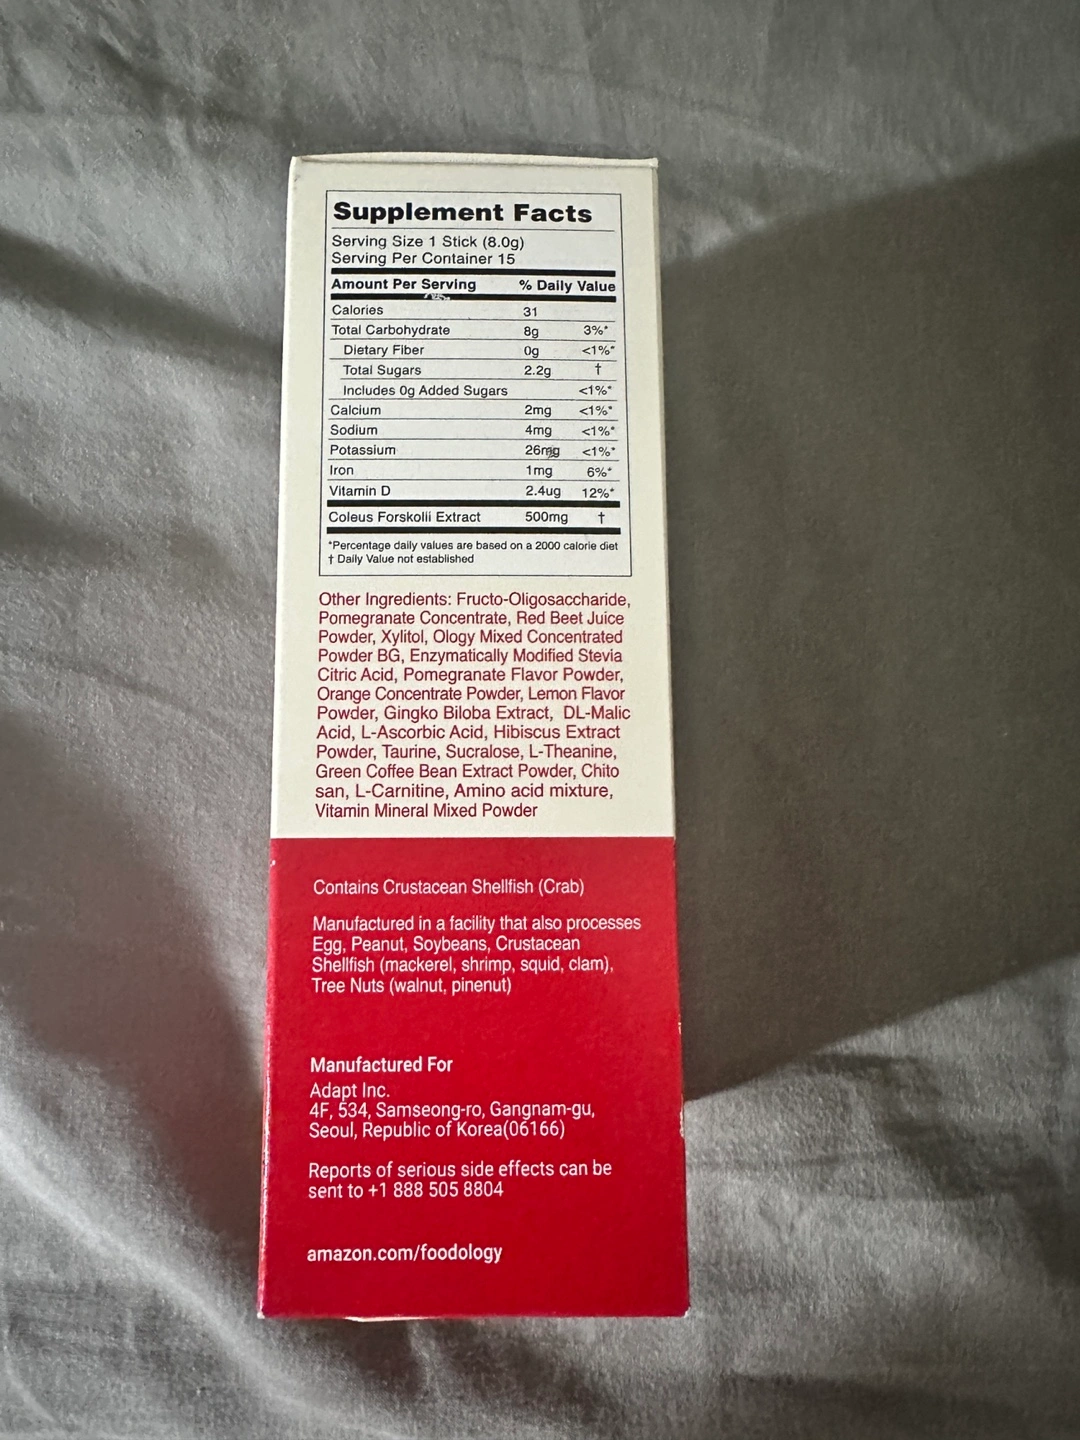 Supplement Facts
Serving Size 1 Stick (8.0g)
Serving Per Container 15
Amount Per Serving % Daily Value
Calories 31
Total Carbohydrate 8g 3%*
Dietary Fiber 0g <1%*
Total Sugars 2.2g †
Includes 0g Added Sugars <1%*
Calcium 2mg <1%*
Sodium 4mg <1%*
Potassium 26mg <1%*
Iron 1mg 6%*
Vitamin D 2.4ug 12%*
Coleus Forskolii Extract 500mg †
*Percentage daily values are based on a 2000 calorie diet
† Daily Value not established
Other Ingredients: Fructo-Oligosaccharide,
Pomegranate Concentrate, Red Beet Juice
Powder, Xylitol, Ology Mixed Concentrated
Powder BG, Enzymatically Modified Stevia
Citric Acid, Pomegranate Flavor Powder,
Orange Concentrate Powder, Lemon Flavor
Powder, Gingko Biloba Extract, DL-Malic
Acid, L-Ascorbic Acid, Hibiscus Extract
Powder, Taurine, Sucralose, L-Theanine,
Green Coffee Bean Extract Powder, Chito
san, L-Carnitine, Amino acid mixture,
Vitamin Mineral Mixed Powder
Contains Crustacean Shellfish (Crab)
Manufactured in a facility that also processes
Egg, Peanut, Soybeans, Crustacean
Shellfish (mackerel, shrimp, squid, clam),
Tree Nuts (walnut, pinenut)
Manufactured For
Adapt Inc.
4F, 534, Samseong-ro, Gangnam-gu,
Seoul, Republic of Korea(06166)
Reports of serious side effects can be
sent to +1 888 505 8804
amazon.com/foodology